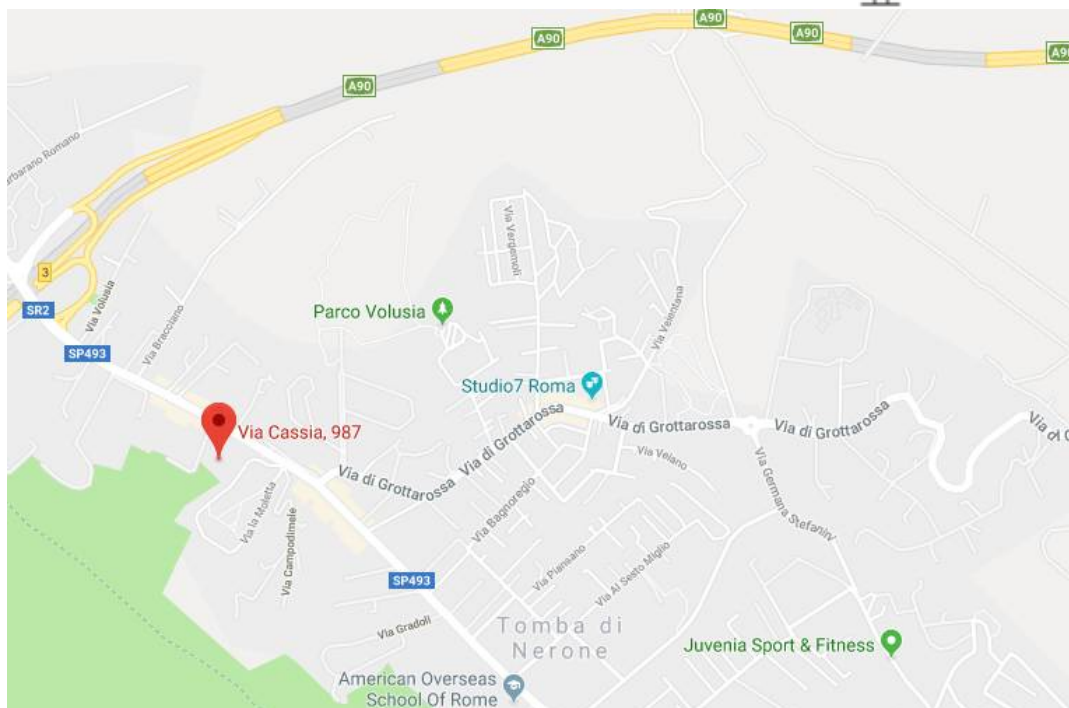 A90
A90
A90
A90
A90
Barbarano Romano
Via Vergemoli
3
SR2
Via Volusia
Via Bracciano
Parco Volusia
Via Veientana
SP493
Studio7 Roma
Via Cassia, 987
Via di Grottarossa
Via di Grottarossa
Via di Grottarossa
Via di Grottarossa
Via di G
Via Velano
Via la Moletta
Via Bagnoregio
Via Germana Stefanini
Via Campodimele
Via Piansano
Via Al Sesto Miglio
SP493
Via Gradoli
Tomba di
Nerone
Juvenia Sport & Fitness
American Overseas
School Of Rome